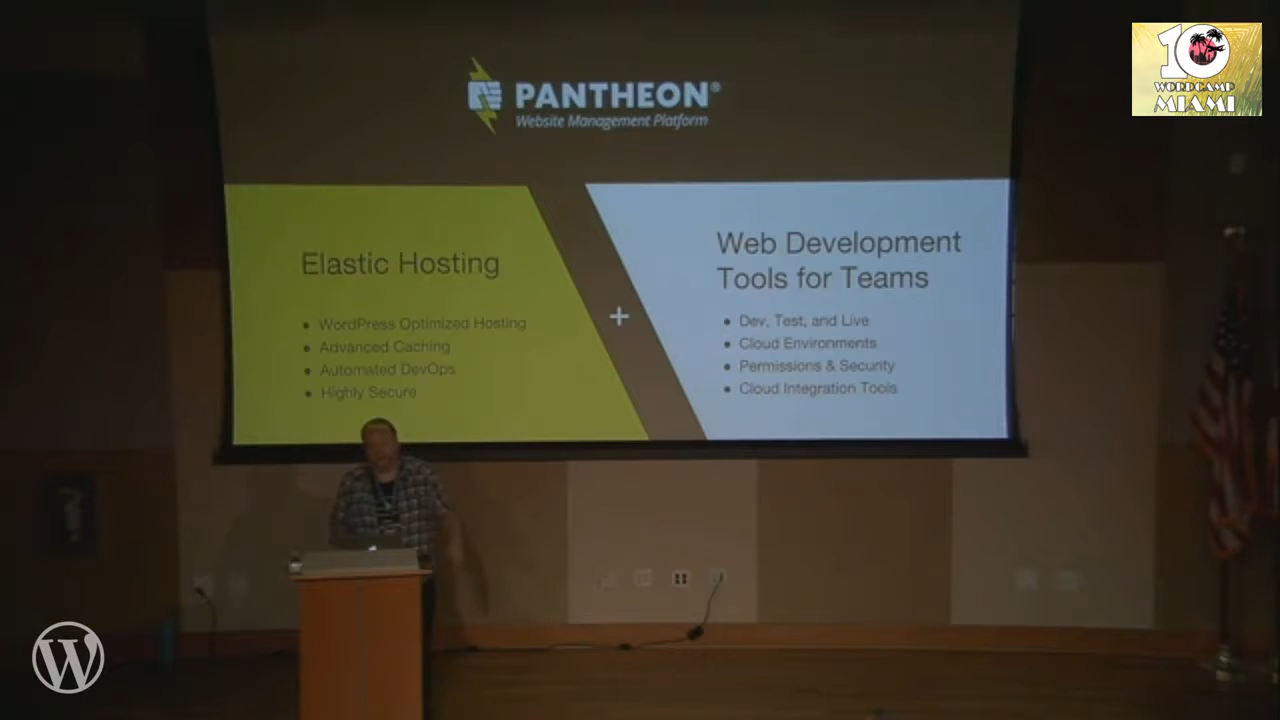 PANTHEON®
Website Management Platform
10
WORDCAMP
MIAMI
Elastic Hosting
• WordPress Optimized Hosting
• Advanced Caching
• Automated DevOps
• Highly Secure
+
Web Development
Tools for Teams
• Dev, Test, and Live
• Cloud Environments
• Permissions & Security
• Cloud Integration Tools
W